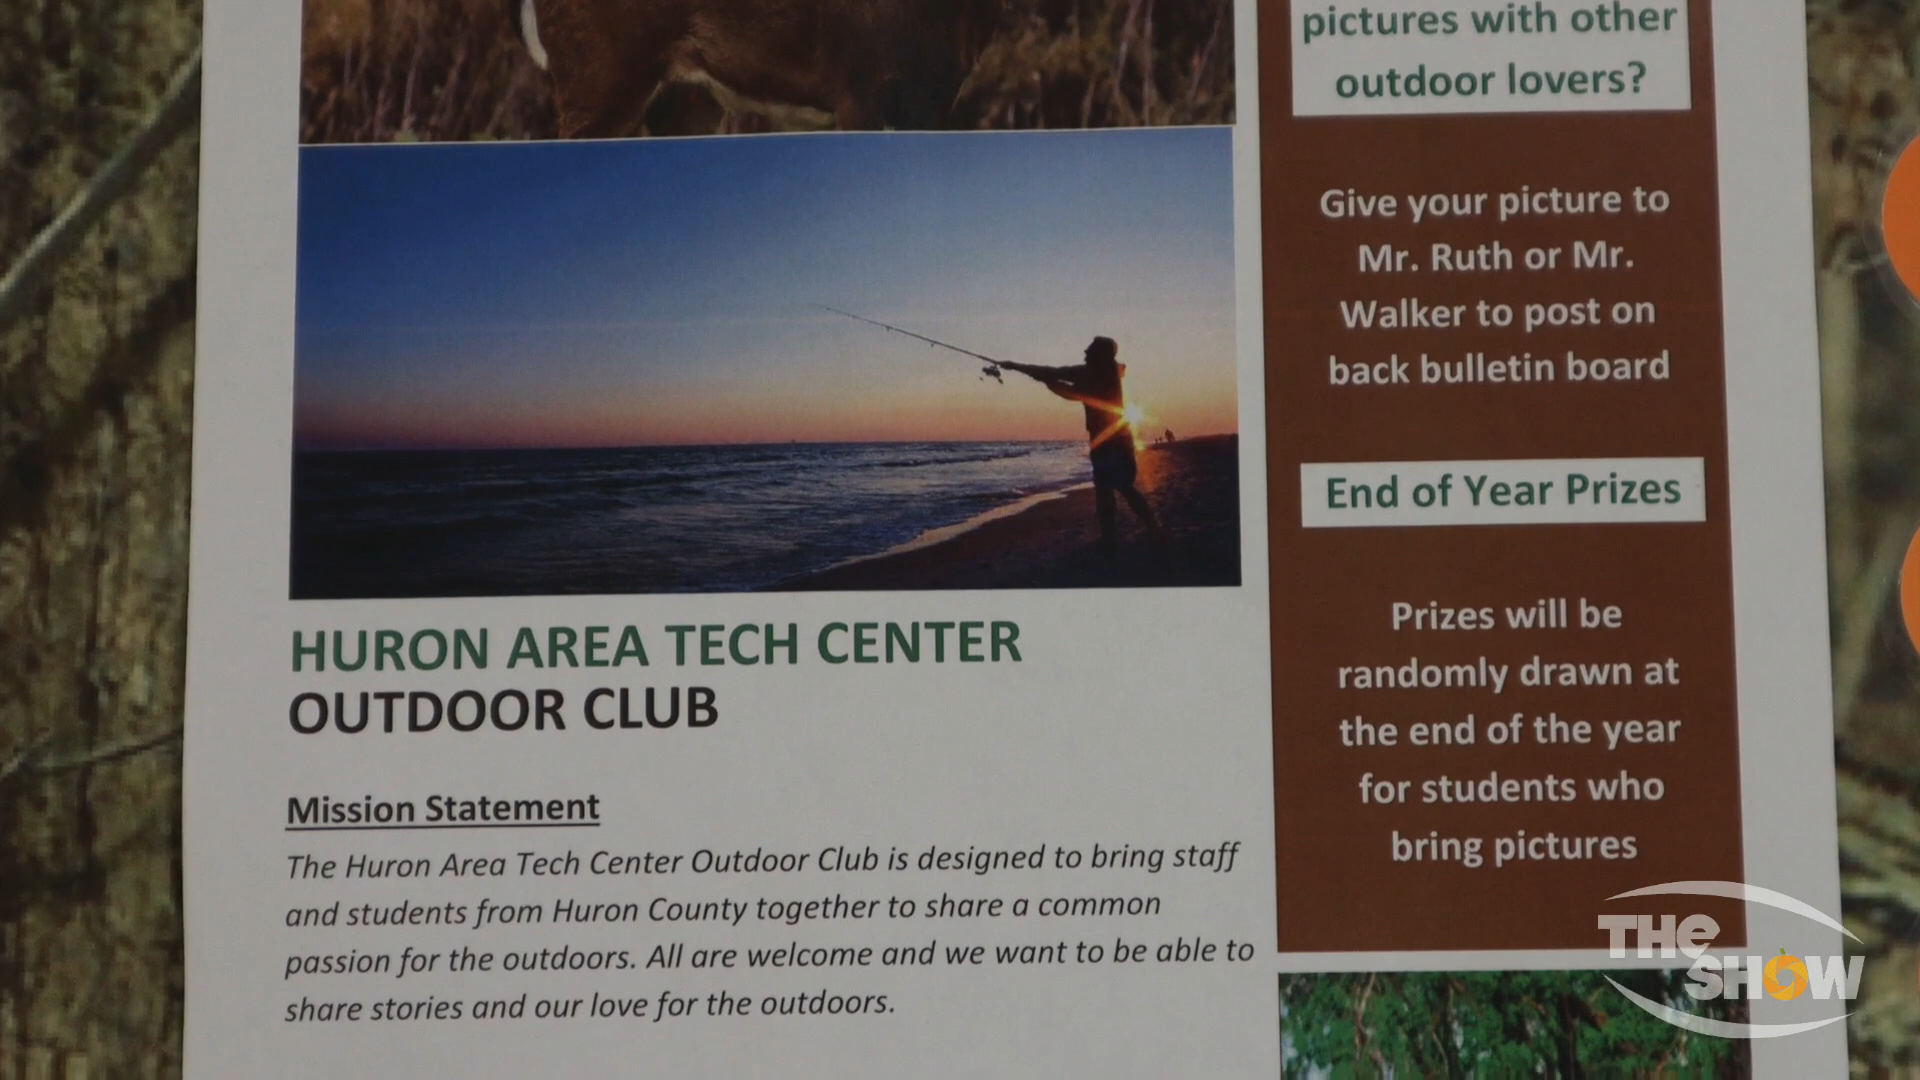 pictures with other
outdoor lovers?
Give your picture to
Mr. Ruth or Mr.
Walker to post on
back bulletin board
End of Year Prizes
Prizes will be
randomly drawn at
the end of the year
for students who
bring pictures
HURON AREA TECH CENTER
OUTDOOR CLUB
Mission Statement
The Huron Area Tech Center Outdoor Club is designed to bring staff
and students from Huron County together to share a common
passion for the outdoors. All are welcome and we want to be able to
share stories and our love for the outdoors.
THE
SHOW